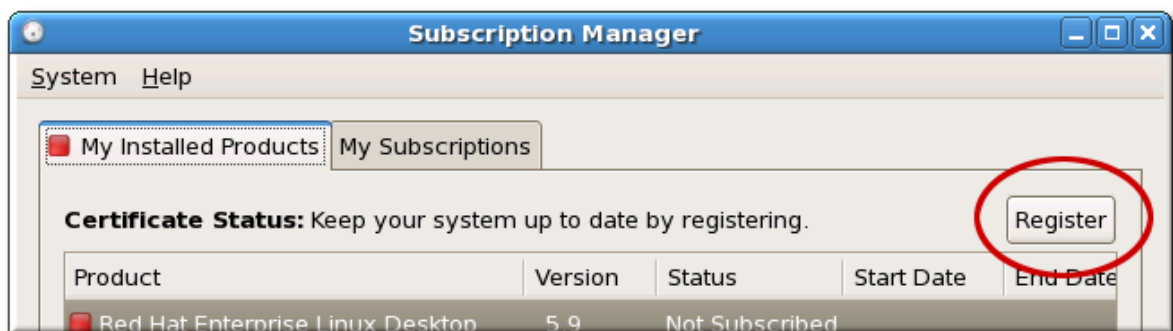 Subscription Manager
System Help
My Installed Products My Subscriptions
Certificate Status: Keep your system up to date by registering. Register
Product Version Status Start Date End Date
Red Hat Enterprise Linux Desktop 5.9 Not Subscribed